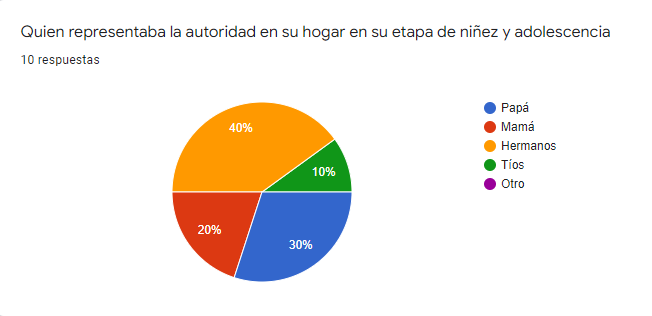 Quien representaba la autoridad en su hogar en su etapa de niñez y adolescencia
10 respuestas
40%
10%
20%
30%
Papá
Mamá
Hermanos
Tíos
Otro